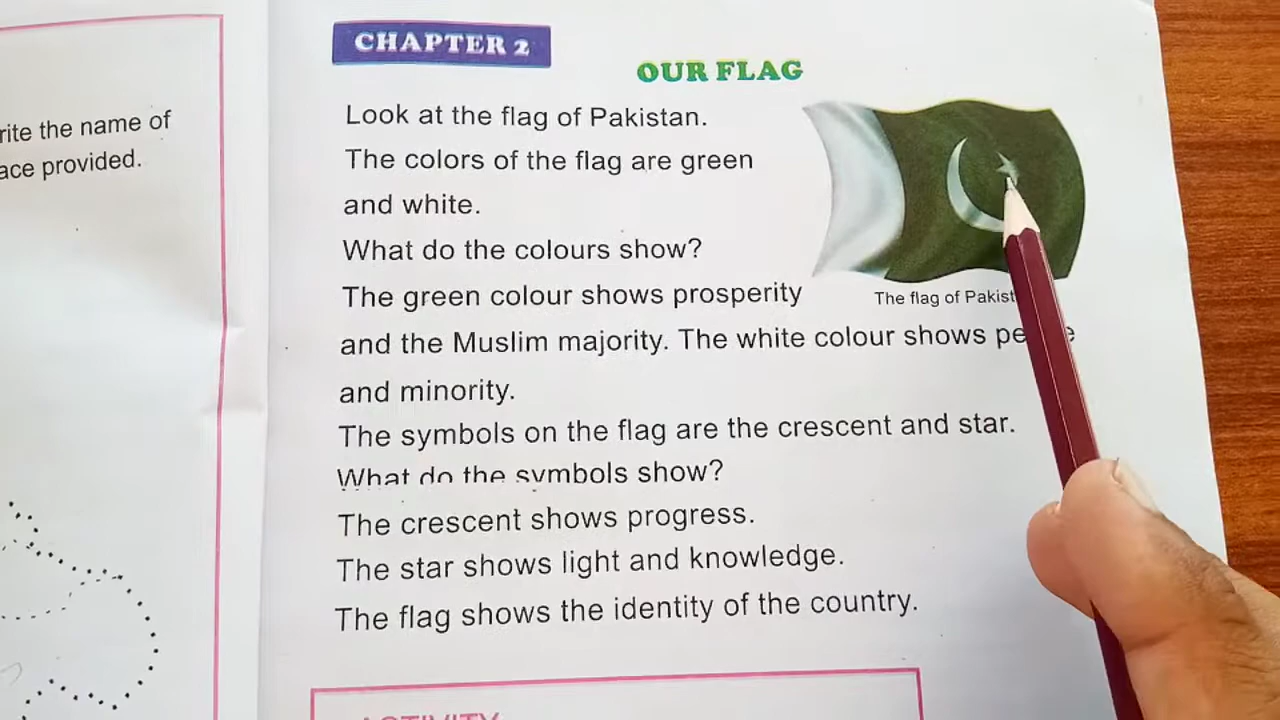 rite the name of
ace provided.
CHAPTER 2
OUR FLAG
Look at the flag of Pakistan.
The colors of the flag are green
and white.
What do the colours show?
The green colour shows prosperity
The flag of Pakist
and the Muslim majority. The white colour shows pe e
and minority.
The symbols on the flag are the crescent and star.
What do the symbols show?
The crescent shows progress.
The star shows light and knowledge.
The flag shows the identity of the country.
ACTIVITY